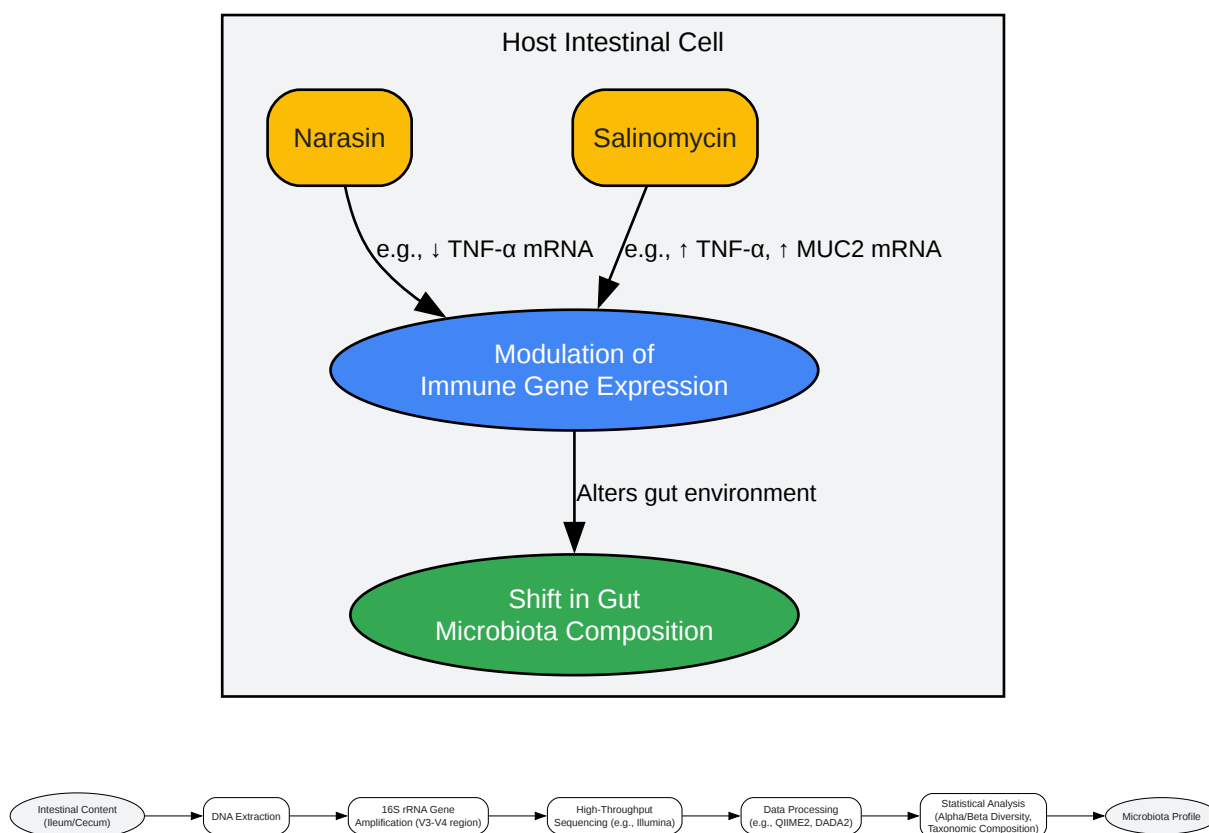 Host Intestinal Cell
Narasin
Salinomycin
e.g., ↓ TNF-α mRNA
e.g., ↑ TNF-α, ↑ MUC2 mRNA
Modulation of
Immune Gene Expression
Alters gut environment
Shift in Gut
Microbiota Composition
Intestinal Content
(Ileum/Cecum)
DNA Extraction
16S rRNA Gene
Amplification (V3-V4 region)
High-Throughput
Sequencing (e.g., Illumina)
Data Processing
(e.g., QIIME2, DADA2)
Statistical Analysis
(Alpha/Beta Diversity,
Taxonomic Composition)
Microbiota Profile